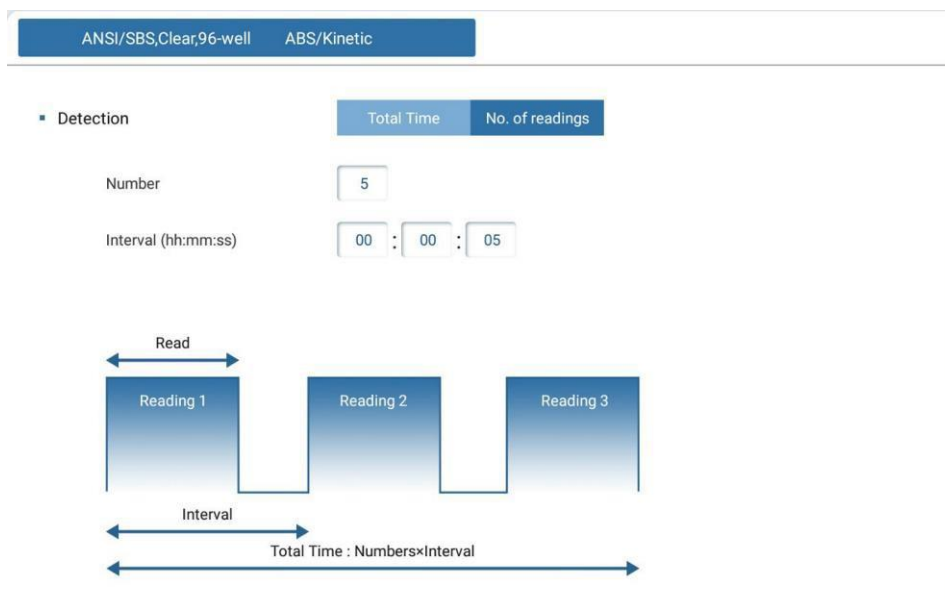 ANSI/SBS,Clear,96-well ABS/Kinetic
Detection Total Time No. of readings
Number 5
Interval (hh:mm:ss) 00 : 00 : 05
Read
Reading 1 Reading 2 Reading 3
Interval
Total Time : Numbers×Interval